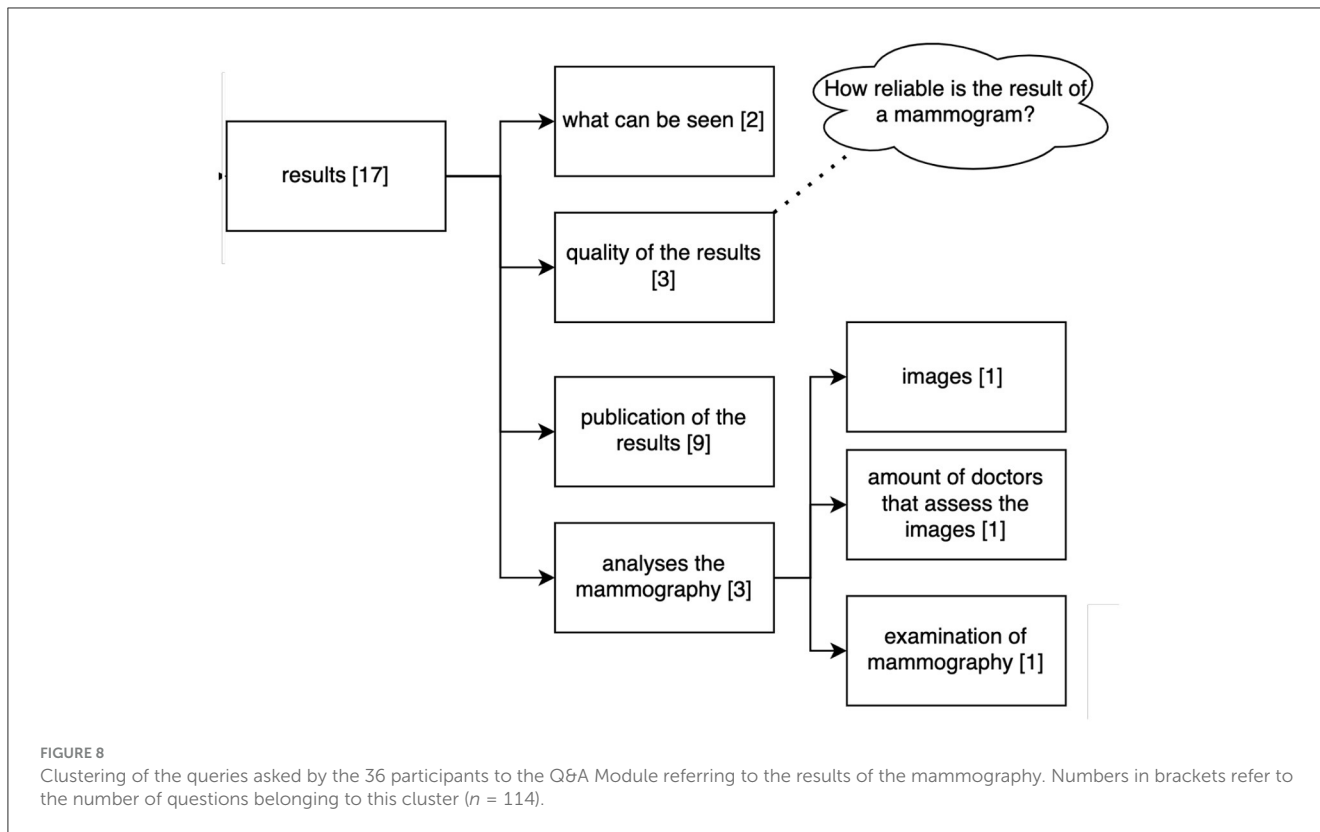 results [17]
what can be seen [2]
How reliable is the result of
a mammogram?
quality of the results
[3]
publication of the
results [9]
analyses the
mammography [3]
images [1]
amount of doctors
that assess the
images [1]
examination of
mammography [1]
FIGURE 8
Clustering of the queries asked by the 36 participants to the Q&A Module referring to the results of the mammography. Numbers in brackets refer to
the number of questions belonging to this cluster (n = 114).